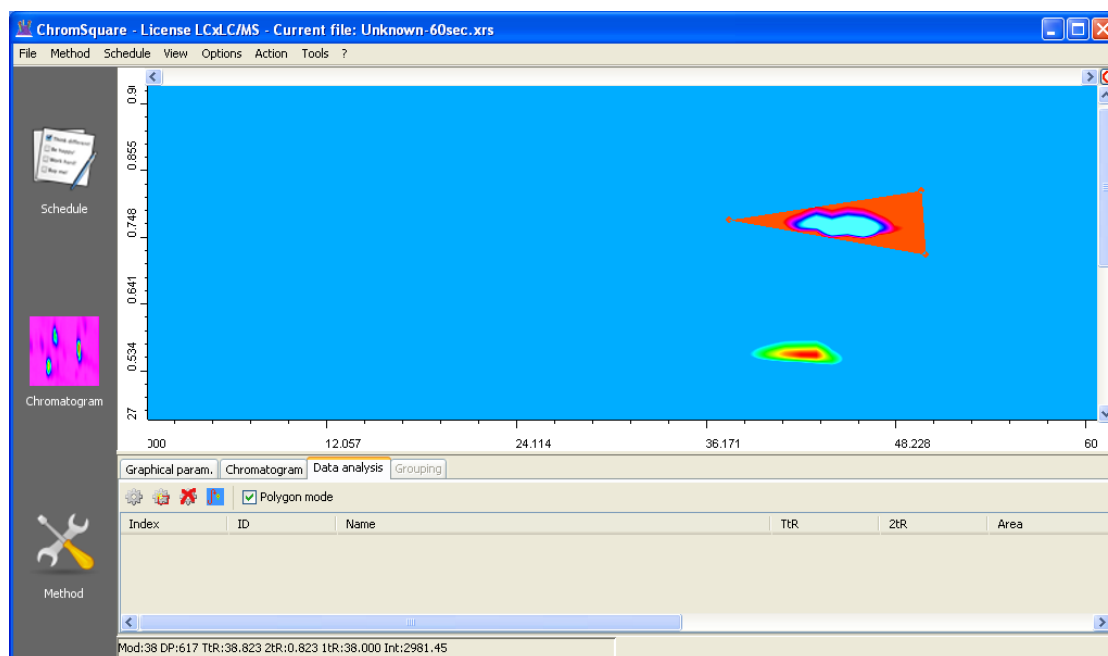 ChromSquare - License LCxLC/MS - Current file: Unknown-60sec.xrs
File Method Schedule View Options Action Tools ?
Schedule
Chromatogram
Method
0.855
0.748
0.641
0.534
27
000 12.057 24.114 36.171 48.228 60
Graphical param. Chromatogram Data analysis Grouping
Polygon mode
Index ID Name TtR 2tR Area
Mod:38 DP:617 TtR:38.823 2tR:0.823 1tR:38.000 Int:2981.45